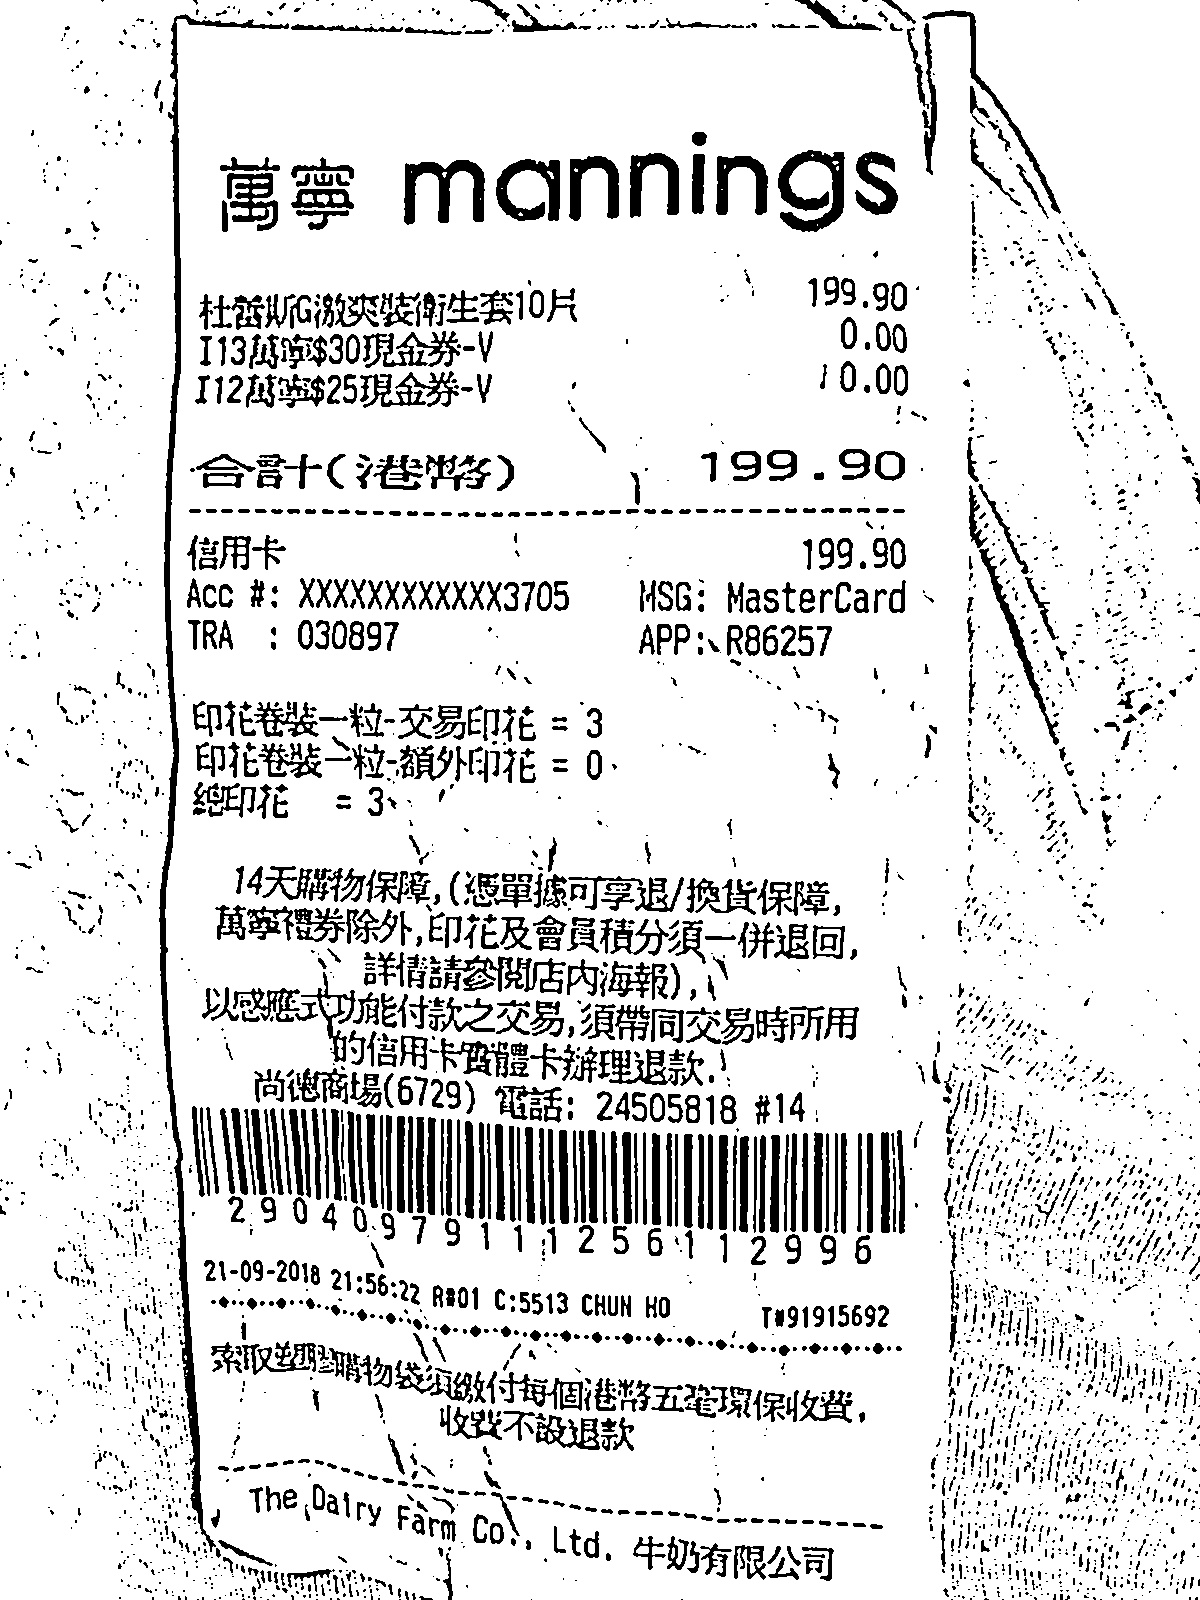 萬寧 mannings
杜蕾斯G激爽裝衛生套10片 199.90
I13萬寧$30現金券-V 0.00
I12萬寧$25現金券-V 0.00
合計(港幣) 199.90
信用卡 199.90
Acc #: XXXXXXXXXXXX3705 MSG: MasterCard
TRA : 030897 APP: R86257
印花卷裝一粒-交易印花 = 3
印花卷裝一粒-額外印花 = 0
總印花 = 3
14天購物保障,(憑單據可享退/換貨保障,
萬寧禮券除外,印花及會員積分須一併退回,
詳情請參閱店內海報),
以感應式功能付款之交易,須帶同交易時所用
的信用卡實體卡辦理退款.
尚德商場(6729) 電話: 24505818 #14
29040979111256112996
21-09-2018 21:56:22 R#01 C:5513 CHUN HO T#91915692
索取塑膠購物袋須繳付每個港幣五毫環保收費,
收費不設退款
The Dairy Farm Co., Ltd. 牛奶有限公司